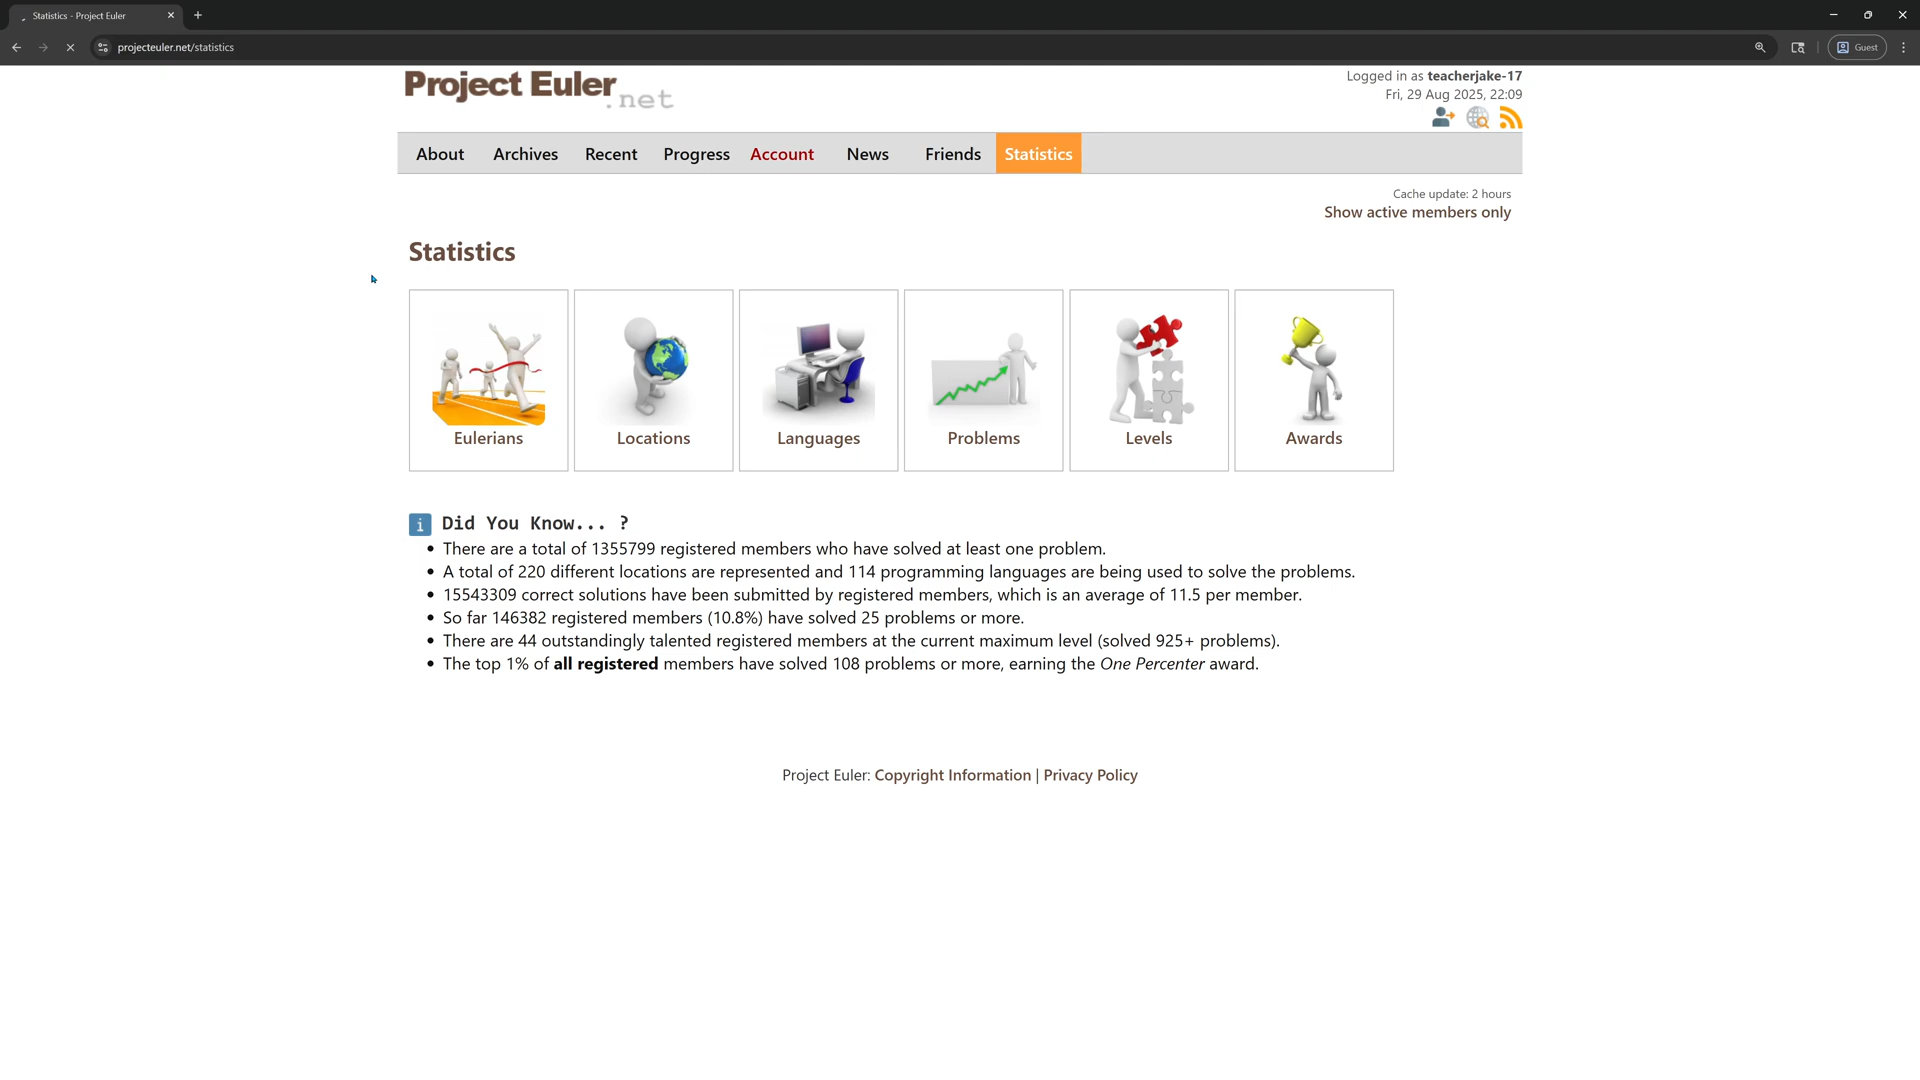 Statistics - Project Euler
projecteuler.net/statistics
Guest
Project Euler
.net
Logged in as teacherjake-17
Fri, 29 Aug 2025, 22:09
About
Archives
Recent
Progress
Account
News
Friends
Statistics
Cache update: 2 hours
Show active members only
Statistics
Eulerians
Locations
Languages
Problems
Levels
Awards
i Did You Know... ?
• There are a total of 1355799 registered members who have solved at least one problem.
• A total of 220 different locations are represented and 114 programming languages are being used to solve the problems.
• 15543309 correct solutions have been submitted by registered members, which is an average of 11.5 per member.
• So far 146382 registered members (10.8%) have solved 25 problems or more.
• There are 44 outstandingly talented registered members at the current maximum level (solved 925+ problems).
• The top 1% of all registered members have solved 108 problems or more, earning the One Percenter award.
Project Euler: Copyright Information | Privacy Policy